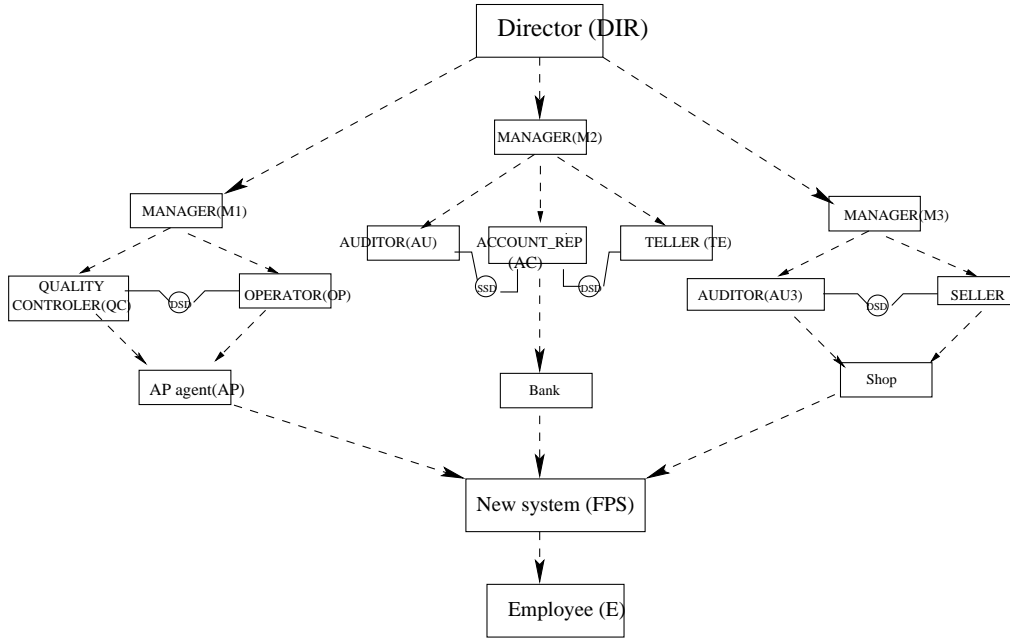 Director (DIR)
MANAGER(M2)
MANAGER(M1)
MANAGER(M3)
AUDITOR(AU)
ACCOUNT_REP
(AC)
TELLER (TE)
QUALITY
CONTROLER(QC)
DSD
OPERATOR(OP)
SSD
DSD
AUDITOR(AU3)
DSD
SELLER
AP agent(AP)
Bank
Shop
New system (FPS)
Employee (E)